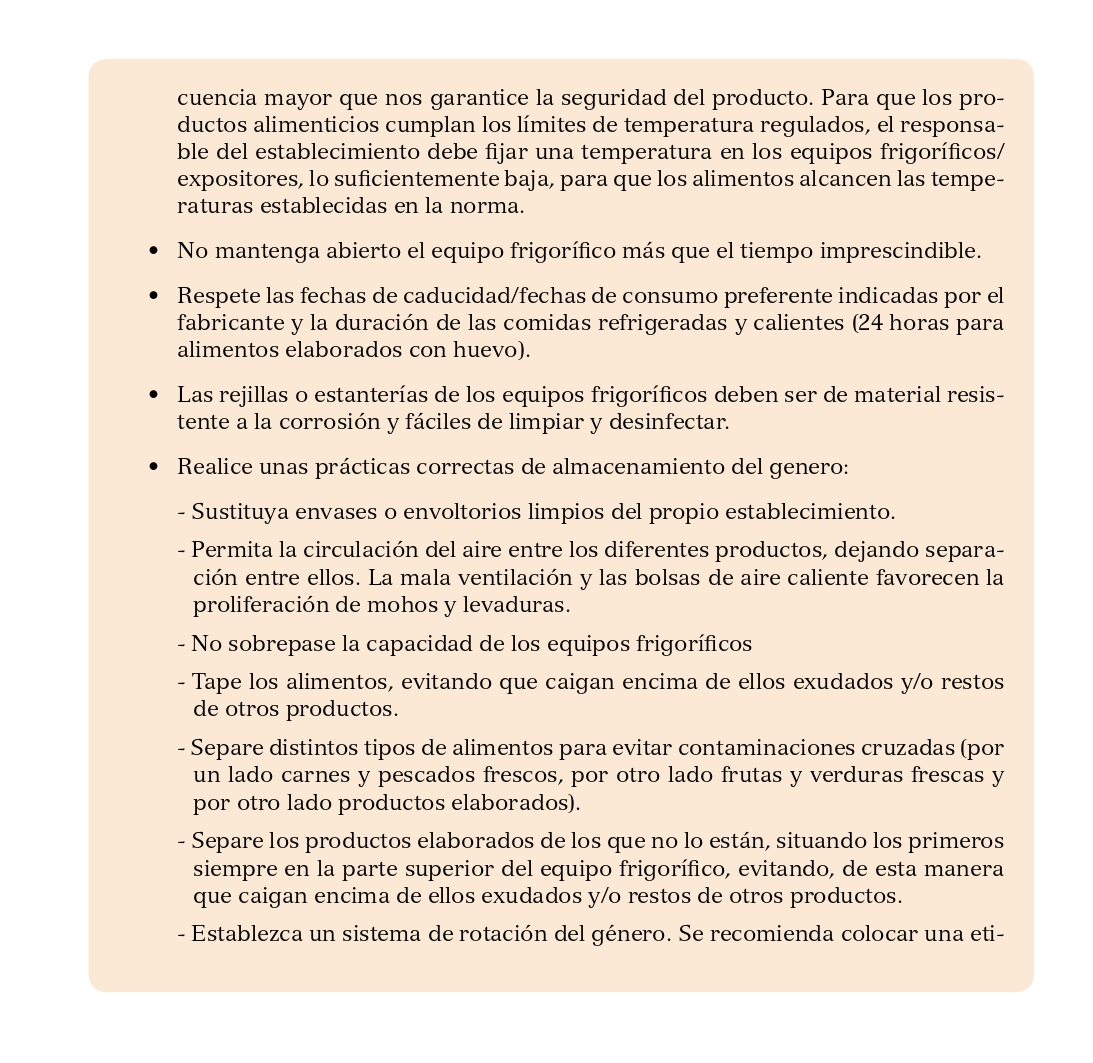 cuencia mayor que nos garantice la seguridad del producto. Para que los pro-
ductos alimenticios cumplan los límites de temperatura regulados, el responsa-
ble del establecimiento debe fijar una temperatura en los equipos frigoríficos/
expositores, lo suficientemente baja, para que los alimentos alcancen las tempe-
raturas establecidas en la norma.
• No mantenga abierto el equipo frigorífico más que el tiempo imprescindible.
• Respete las fechas de caducidad/fechas de consumo preferente indicadas por el
fabricante y la duración de las comidas refrigeradas y calientes (24 horas para
alimentos elaborados con huevo).
• Las rejillas o estanterías de los equipos frigoríficos deben ser de material resis-
tente a la corrosión y fáciles de limpiar y desinfectar.
• Realice unas prácticas correctas de almacenamiento del genero:
- Sustituya envases o envoltorios limpios del propio establecimiento.
- Permita la circulación del aire entre los diferentes productos, dejando separa-
ción entre ellos. La mala ventilación y las bolsas de aire caliente favorecen la
proliferación de mohos y levaduras.
- No sobrepase la capacidad de los equipos frigoríficos
- Tape los alimentos, evitando que caigan encima de ellos exudados y/o restos
de otros productos.
- Separe distintos tipos de alimentos para evitar contaminaciones cruzadas (por
un lado carnes y pescados frescos, por otro lado frutas y verduras frescas y
por otro lado productos elaborados).
- Separe los productos elaborados de los que no lo están, situando los primeros
siempre en la parte superior del equipo frigorífico, evitando, de esta manera
que caigan encima de ellos exudados y/o restos de otros productos.
- Establezca un sistema de rotación del género. Se recomienda colocar una eti-